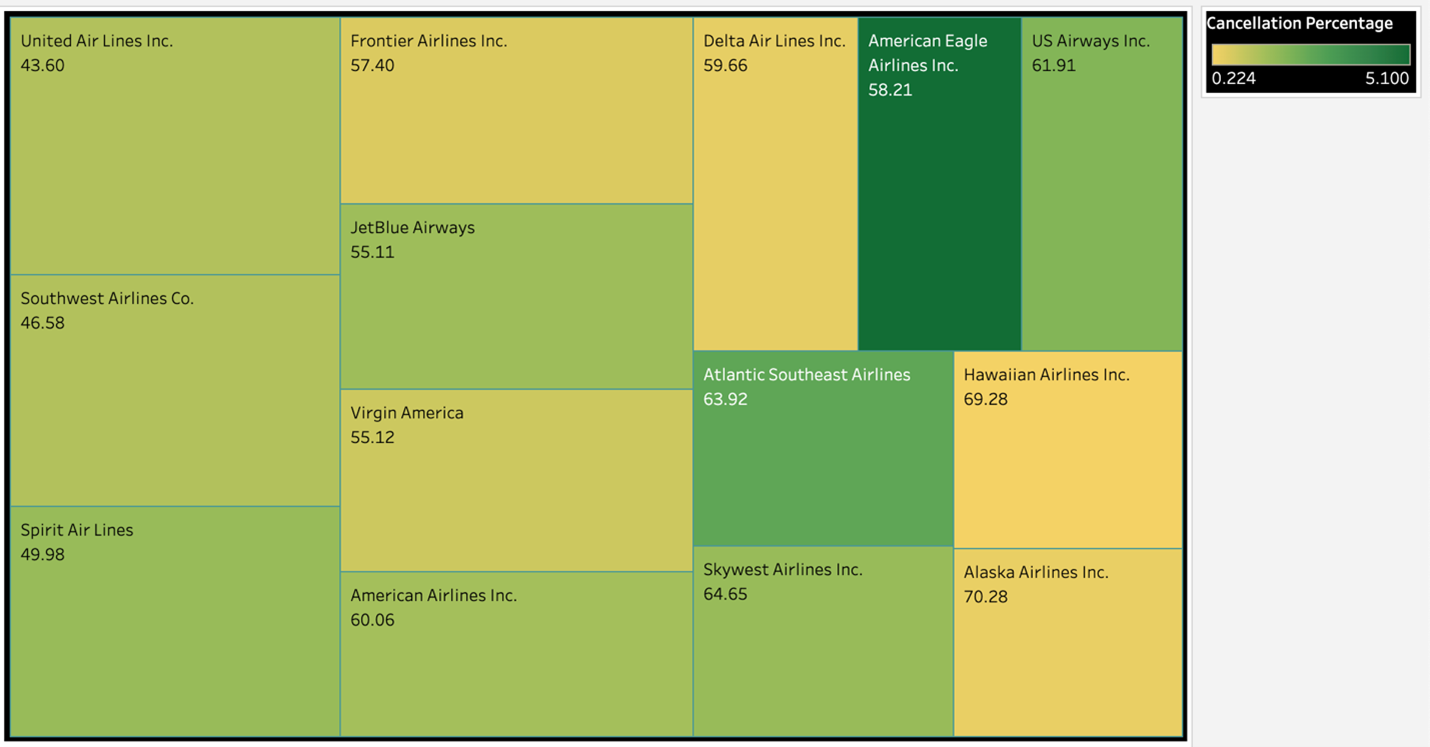 United Air Lines Inc.
43.60
Southwest Airlines Co.
46.58
Spirit Air Lines
49.98
Frontier Airlines Inc.
57.40
JetBlue Airways
55.11
Virgin America
55.12
American Airlines Inc.
60.06
Delta Air Lines Inc.
59.66
American Eagle
Airlines Inc.
58.21
US Airways Inc.
61.91
Atlantic Southeast Airlines
63.92
Hawaiian Airlines Inc.
69.28
Skywest Airlines Inc.
64.65
Alaska Airlines Inc.
70.28
Cancellation Percentage
0.224 5.100